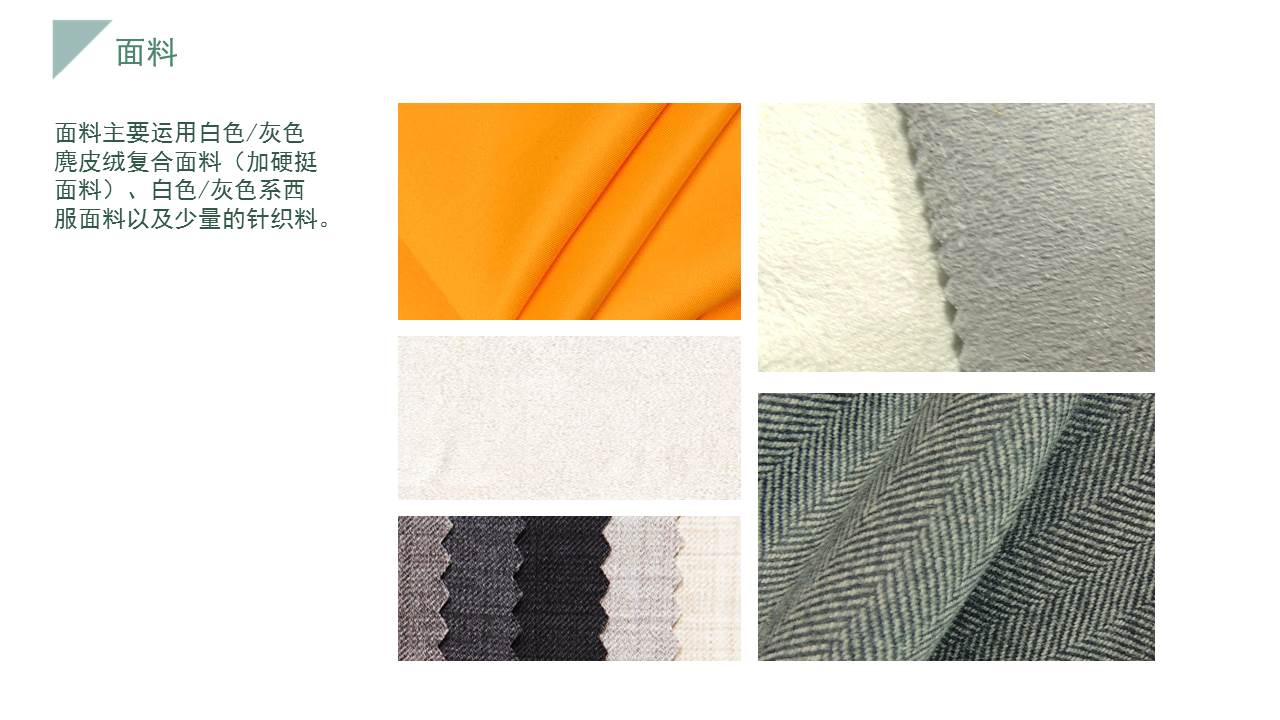 面料
面料主要运用白色/灰色
麂皮绒复合面料（加硬挺
面料）、白色/灰色系西
服面料以及少量的针织料。